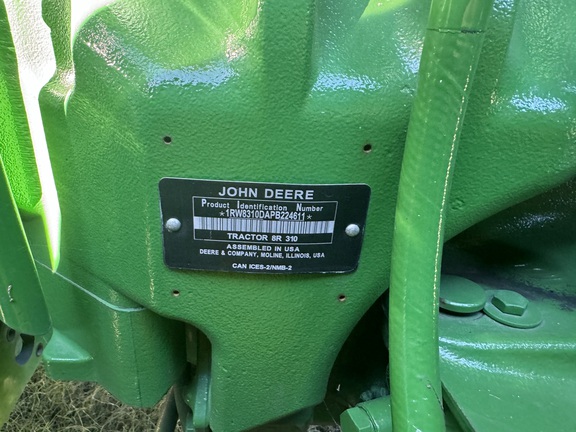 JOHN DEERE
Product Identification Number
*1RW8310DAPB224611*
TRACTOR 8R 310
ASSEMBLED IN USA
DEERE & COMPANY, MOLINE, ILLINOIS, USA
CAN ICES-2/NMB-2